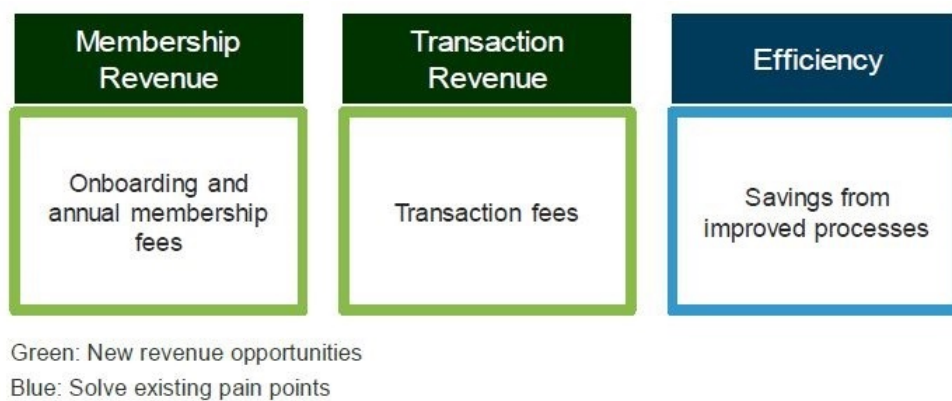 Membership
Revenue
Transaction
Revenue
Efficiency
Onboarding and
annual membership
fees
Transaction fees
Savings from
improved processes
Green: New revenue opportunities
Blue: Solve existing pain points